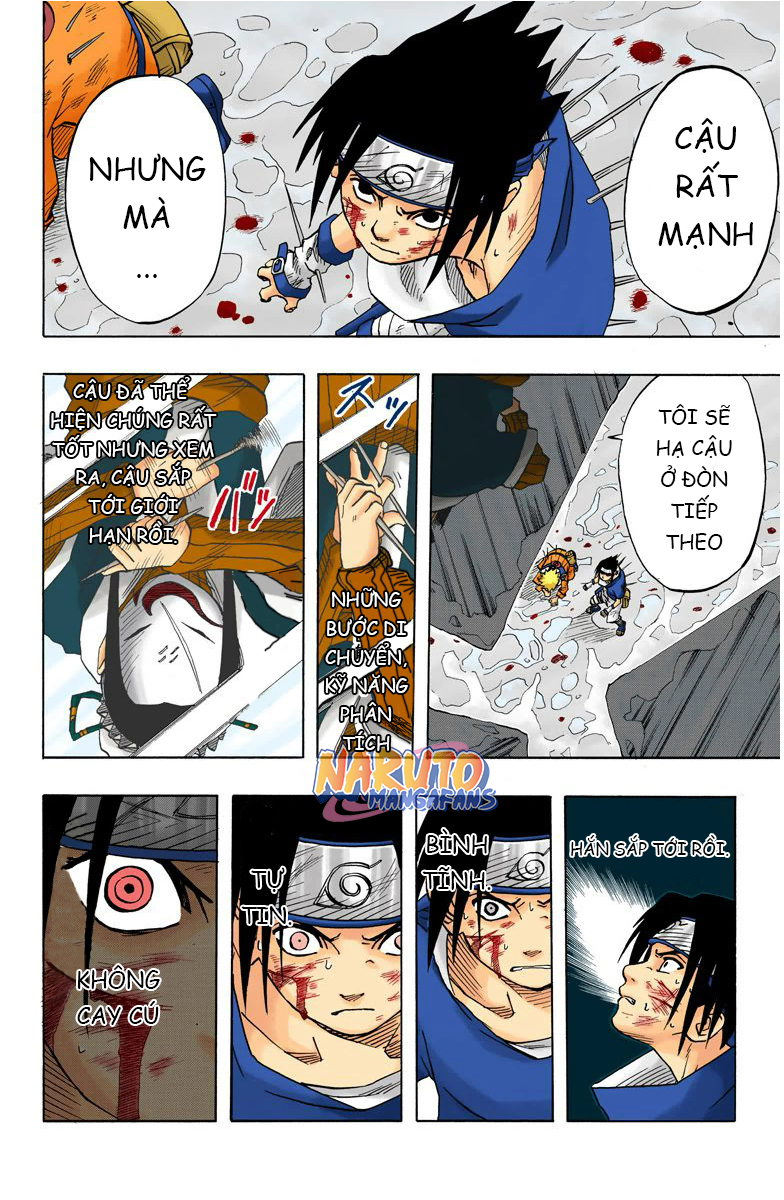 CẬU
RẤT
MẠNH
NHƯNG
MÀ
...
TÔI SẼ
HẠ CẬU
Ở ĐÒN
TIẾP
THEO
スッ
NHỮNG
BƯỚC DI
CHUYỂN,
KỸ NĂNG
PHÂN
TÍCH
CẬU ĐÃ THỂ
HIỆN CHÚNG RẤT
TỐT NHƯNG XEM
RA, CẬU SẮP
TỚI GIỚI
HẠN RỒI.
バッ
NARUTO
MANGAFANS
HẮN SẮP TỚI RỒI.
BÌNH
TĨNH.
TỰ
TIN.
KHÔNG
CAY CÚ